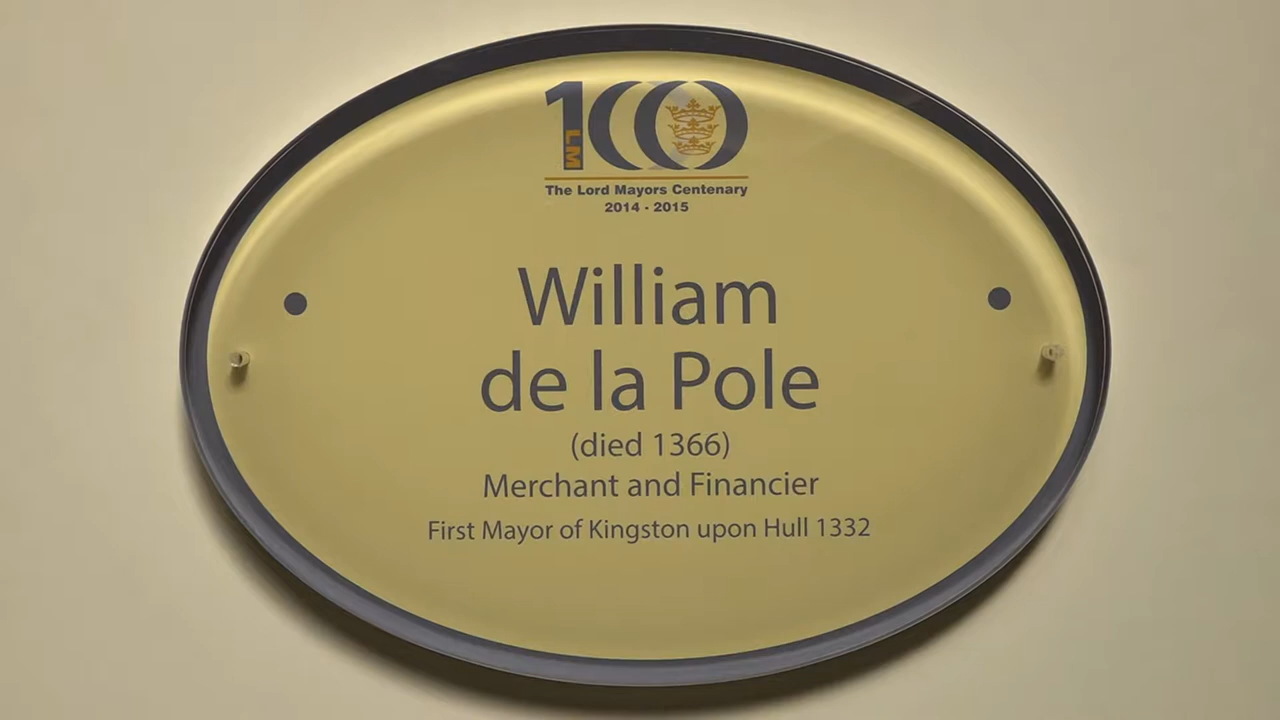 100
LM
The Lord Mayors Centenary
2014 - 2015
William
de la Pole
(died 1366)
Merchant and Financier
First Mayor of Kingston upon Hull 1332